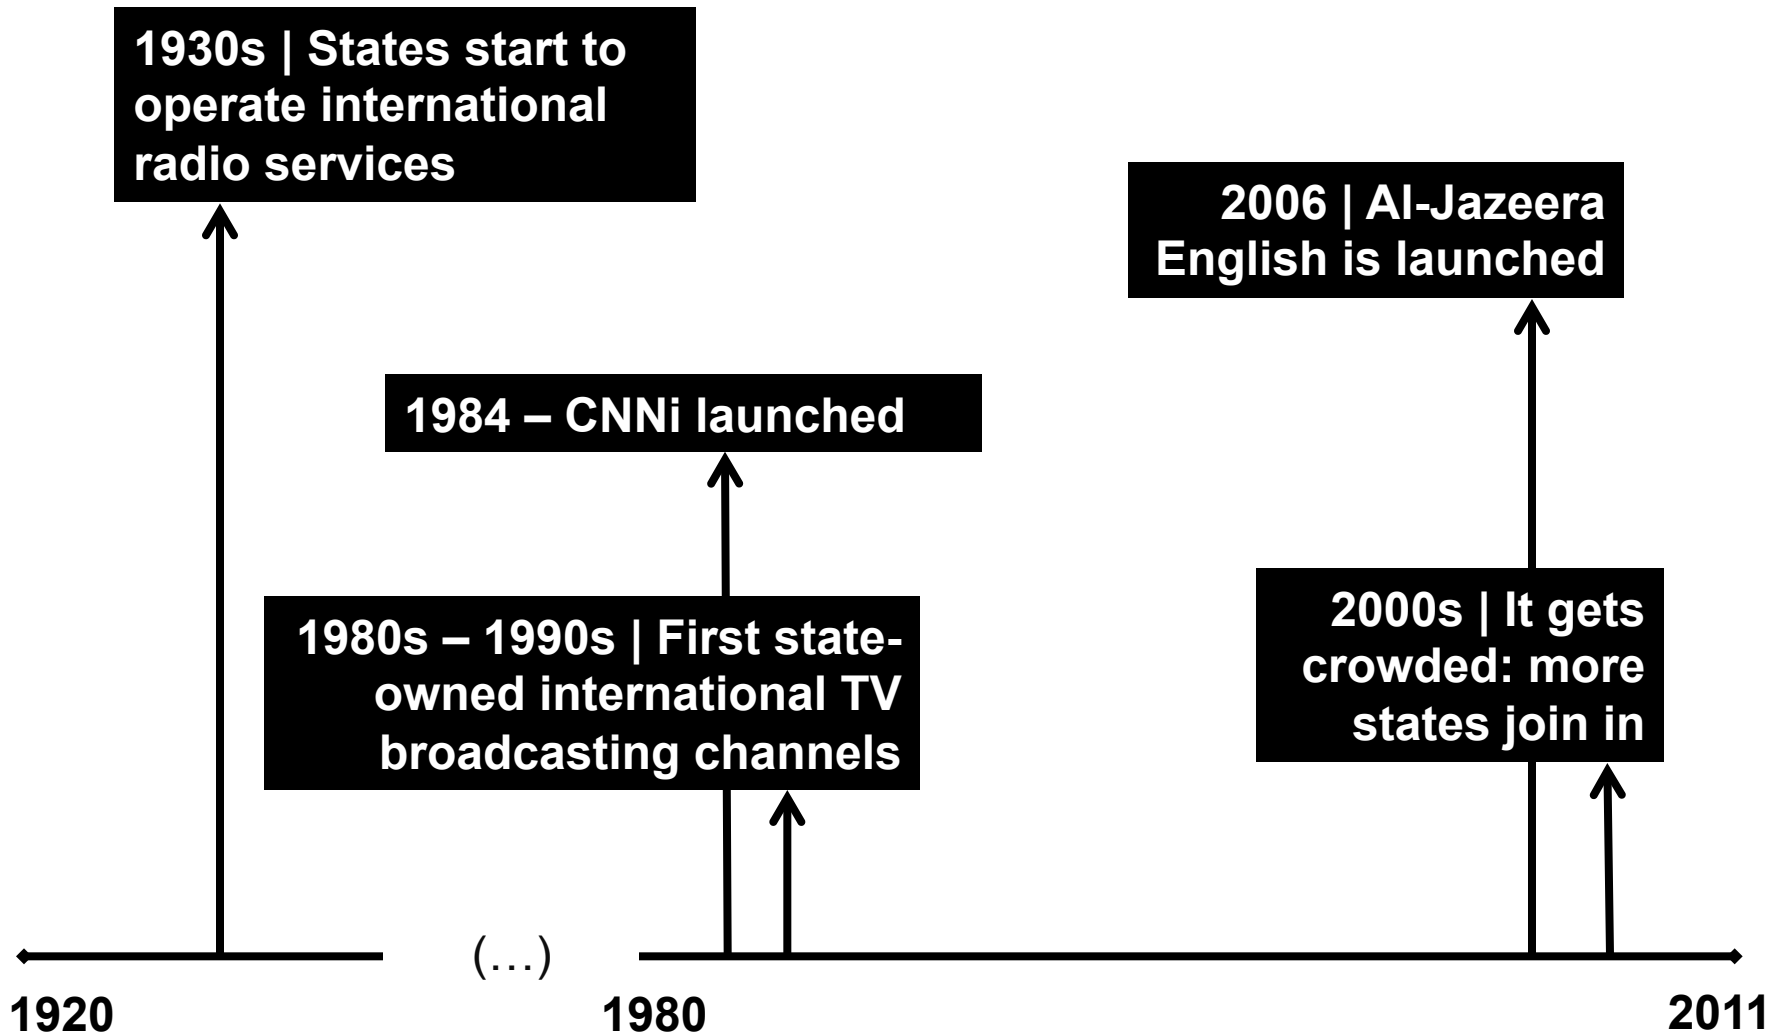 1930s | States start to
operate international
radio services
2006 | Al-Jazeera
English is launched
1984 – CNNi launched
1980s – 1990s | First state-
owned international TV
broadcasting channels
2000s | It gets
crowded: more
states join in
(…)
1920
1980
2011